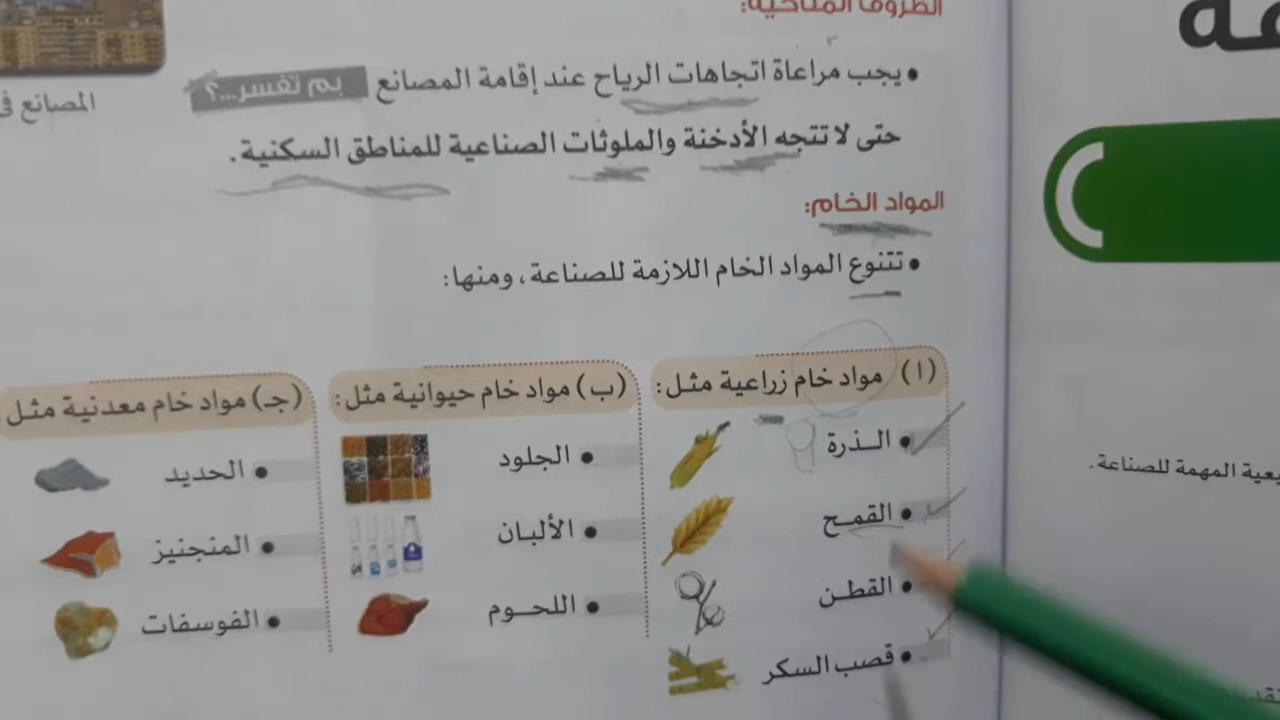 الظروف المناخية:
• يجب مراعاة اتجاهات الرياح عند إقامة المصانع بم تفسر...؟
حتى لا تتجه الأدخنة والملوثات الصناعية للمناطق السكنية.
المصانع
المواد الخام:
• تتنوع المواد الخام اللازمة للصناعة، ومنها:
(أ) مواد خام زراعية مثل:
• الذرة
• القمح
• القطن
• قصب السكر
(ب) مواد خام حيوانية مثل:
• الجلود
• الألبان
• اللحوم
(جـ) مواد خام معدنية مثل:
• الحديد
• المنجنيز
• الفوسفات
المهمة للصناعة.